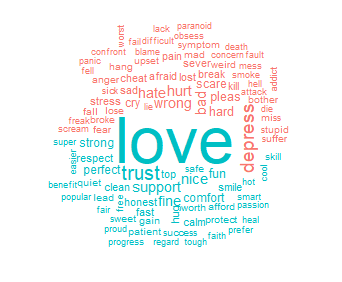 worst
lack
paranoid
fail difficult
obsess
confront
blame
symptom
death
panic
upset
pain
mad
concern
fault
fell
hang
sever
weird
mess
addict
anger
cheat
afraid
lost
break
smoke
hell
sick
sad
hate
hurt
scare
kill
stress
cry
bad
pleas
attack
bother
fall
lose
lie
wrong
hard
die
miss
freak
broke
scream
fear
love
depress
stupid
suffer
super
strong
easier
respect
trust
top
safe
fun
cool
skill
perfect
nice
hot
benefit
quiet
clean
support
smile
popular
lead
free
honest
fine
comfort
smart
fair
fast
hug
worth
afford
passion
sweet
gain
calm
protect
heal
proud
patient
success
faith
prefer
progress
regard
tough